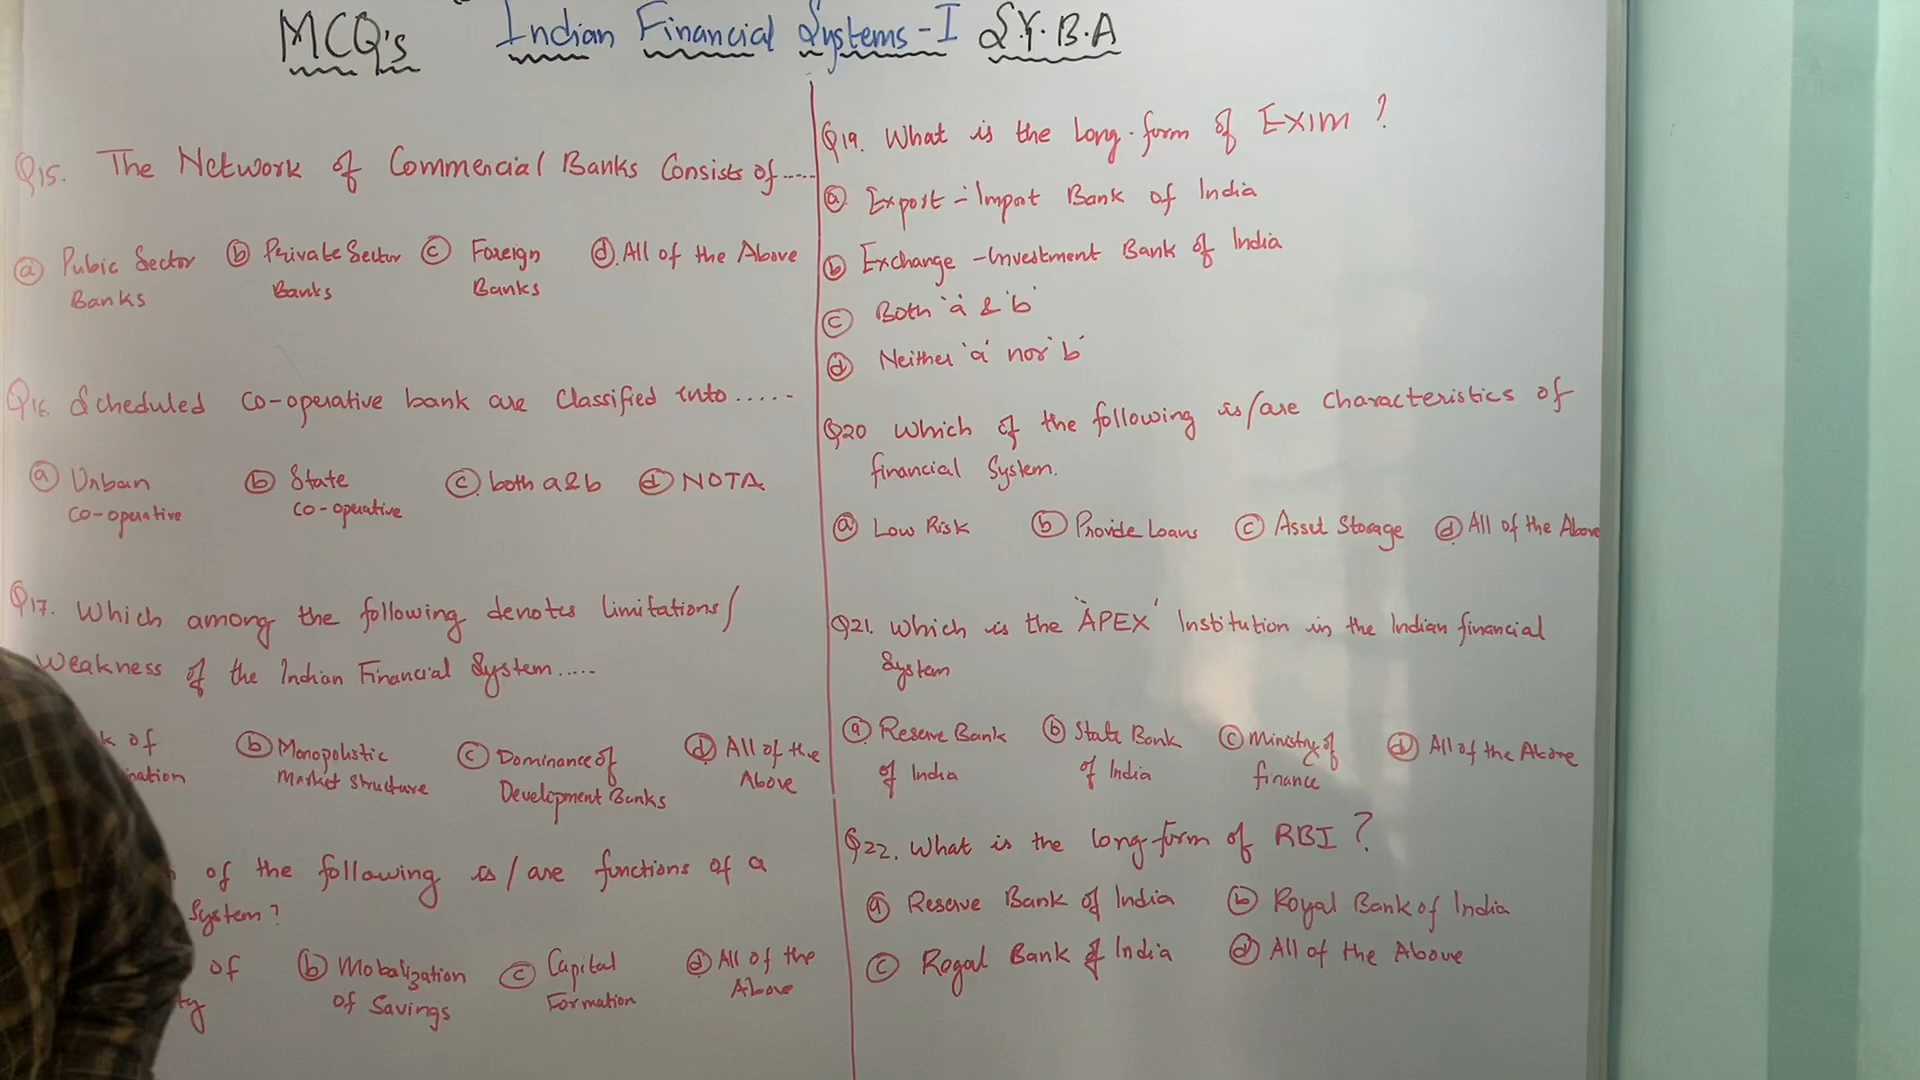 MCQ's Indian Financial Systems-I S.Y.B.A
Q15. The Network of Commercial Banks Consists of.....
ⓐ Pubic Sector Banks ⓑ Private Sector Banks ⓒ Foreign Banks ⓓ All of the Above
Q16. Scheduled co-operative bank are classified into.....
ⓐ Urban co-operative ⓑ State co-operative ⓒ both a&b ⓓ NOTA
Q17. Which among the following denotes limitations/
Weakness of the Indian Financial System.....
of ⓑ Monopolistic Market Structure ⓒ Dominance of Development Banks ⓓ All of the Above
of the following is/are functions of a
System?
of ⓑ Mobalization of Savings ⓒ Capital Formation ⓓ All of the Above
Q19. What is the long-form of EXIM?
ⓐ Export-Import Bank of India
ⓑ Exchange-Investment Bank of India
ⓒ Both 'a' & 'b'
ⓓ Neither 'a' nor 'b'
Q20 Which of the following is/are characteristics of
financial System.
ⓐ Low Risk ⓑ Provide Loans ⓒ Asset Storage ⓓ All of the Above
Q21. Which is the "APEX' Institution in the Indian financial
System
ⓐ Reserve Bank of India ⓑ State Bank of India ⓒ Ministry of finance ⓓ All of the Above
Q22. What is the long-form of RBI?
ⓐ Reserve Bank of India ⓑ Royal Bank of India
ⓒ Regal Bank of India ⓓ All of the Above